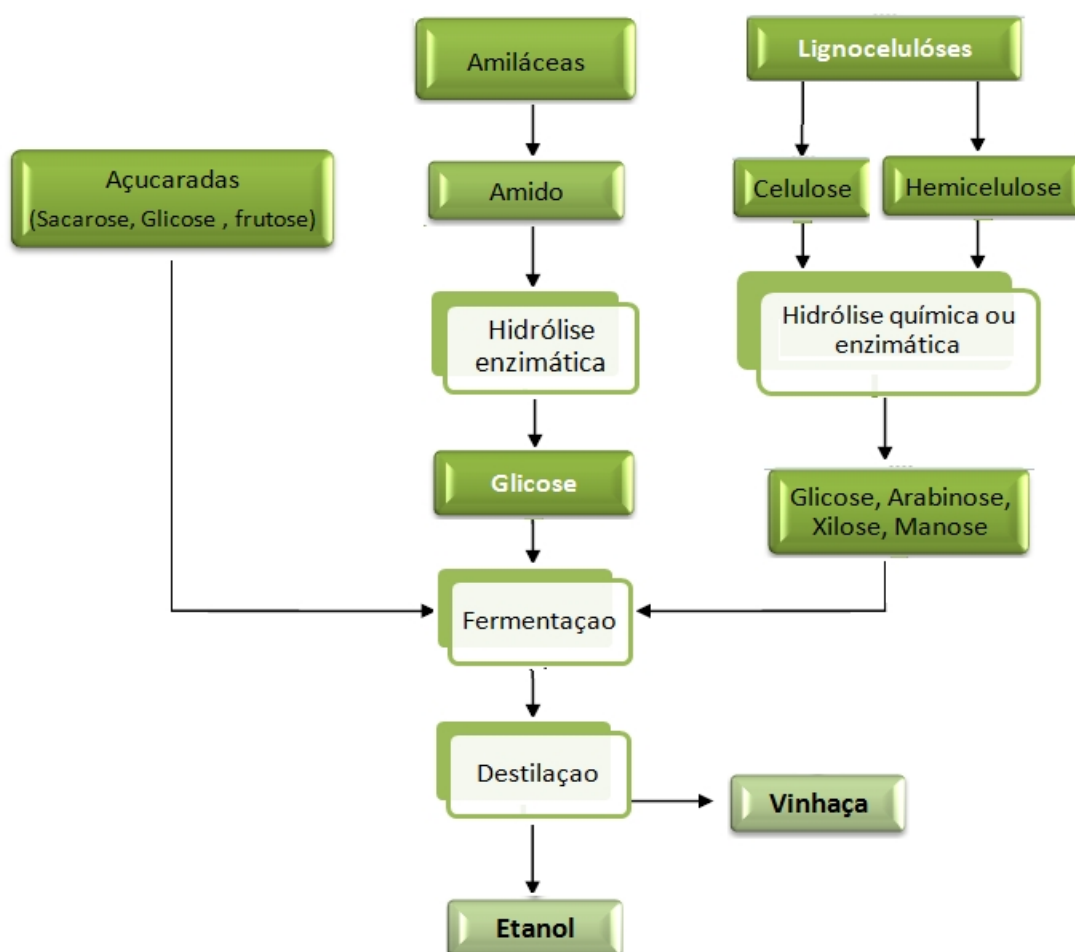 Amiláceas
Lignocelulóses
Açucaradas
(Sacarose, Glicose , frutose)
Amido
Celulose
Hemicelulose
Hidrólise
enzimática
Hidrólise química ou
enzimática
Glicose
Glicose, Arabinose,
Xilose, Manose
Fermentaçao
Destilaçao
Vinhaça
Etanol